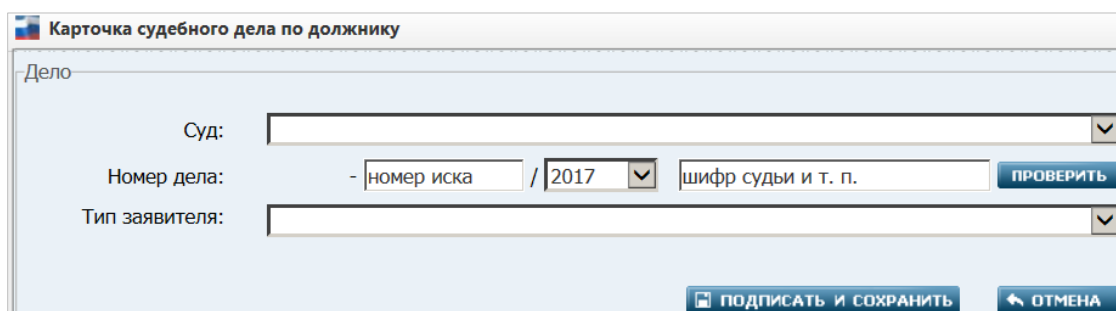 Карточка судебного дела по должнику
Дело
Суд:
Номер дела: - номер иска / 2017 шифр судьи и т. п. ПРОВЕРИТЬ
Тип заявителя:
ПОДПИСАТЬ И СОХРАНИТЬ ОТМЕНА